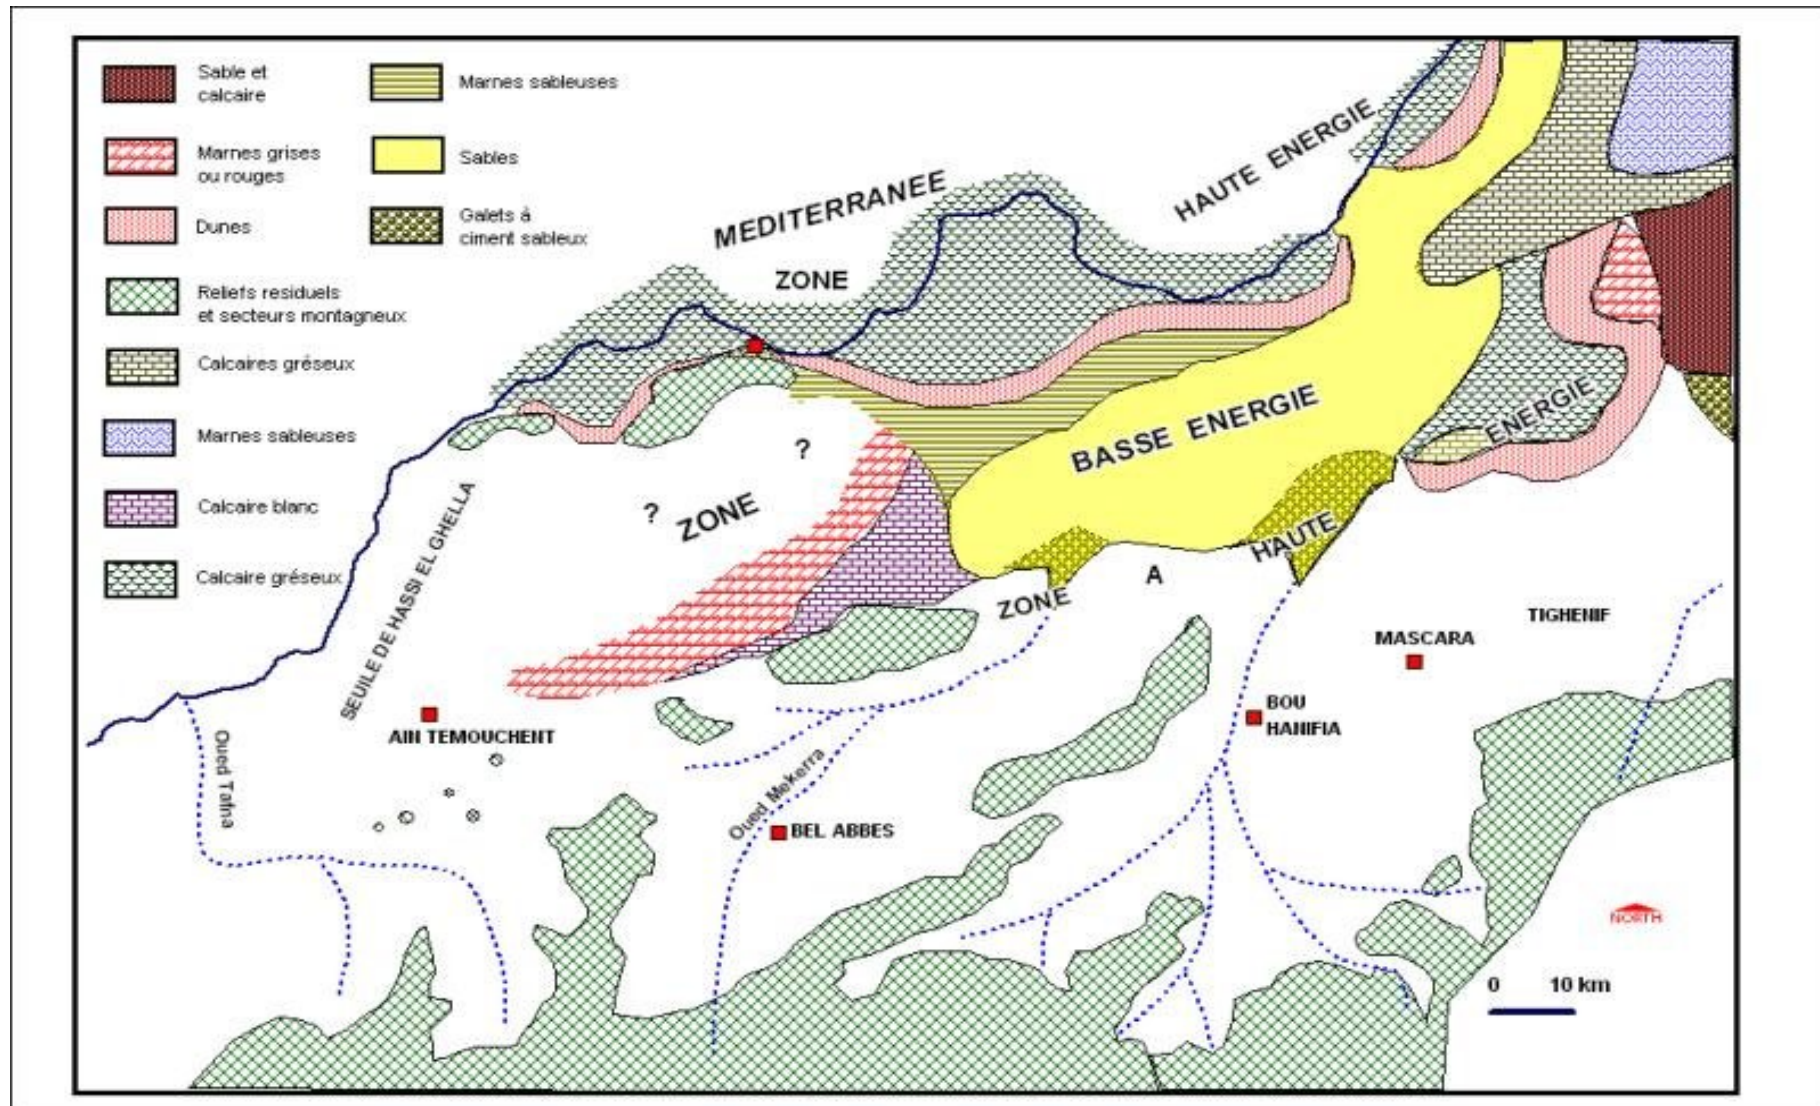 Sable et
calcaire
Marnes grises
ou rouges
Dunes
Reliefs residuels
et secteurs montagneux
Calcaires gréseux
Marnes sableuses
Calcaire blanc
Calcaire gréseux
Marnes sableuses
Sables
Galets à
ciment sableux
MEDITERRANEE
ZONE
HAUTE ENERGIE
BASSE ENERGIE
ENERGIE
HAUTE
ZONE
A
?
?
ZONE
SEUILE DE HASSI EL GHELLA
TIGHENIF
MASCARA
BOU
HANIFIA
AIN TEMOUCHENT
Oued Tafna
Oued Mekerra
BEL ABBES
NORTH
0 10 km